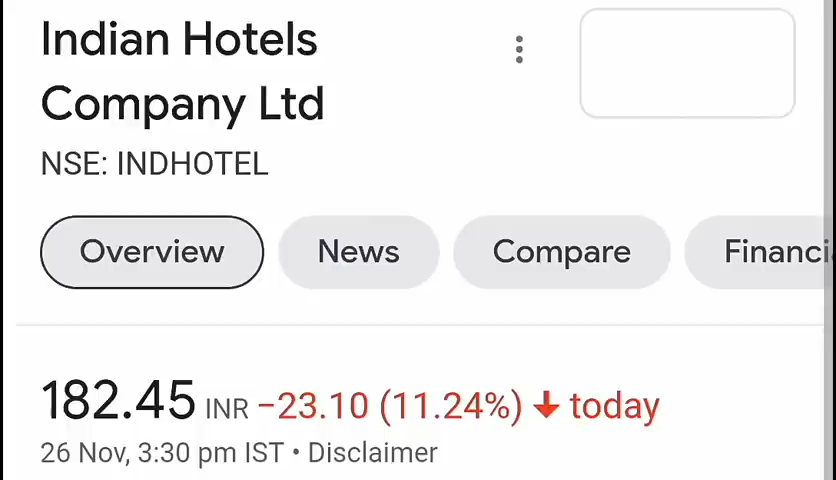 Indian Hotels
Company Ltd
NSE: INDHOTEL
Overview News Compare Financi
182.45 INR −23.10 (11.24%) ↓ today
26 Nov, 3:30 pm IST • Disclaimer